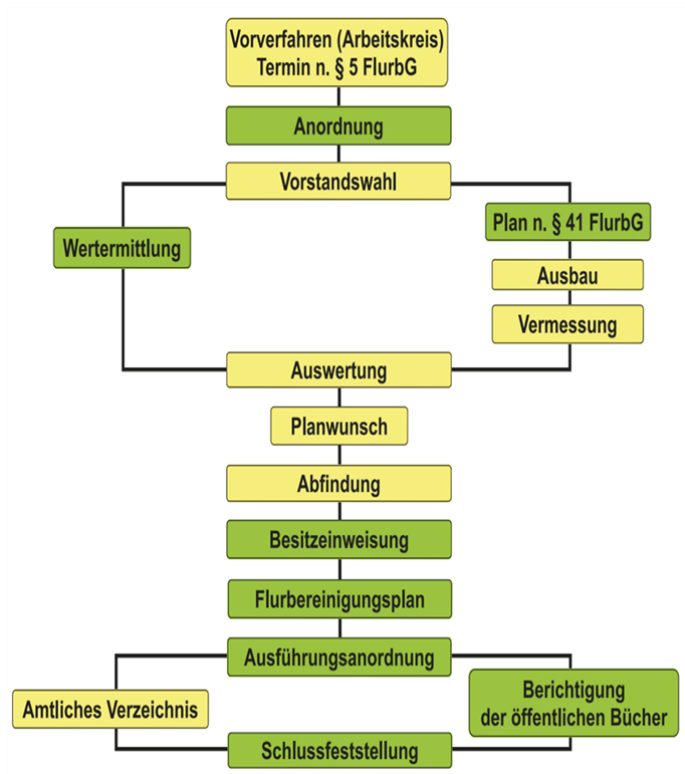 Vorverfahren (Arbeitskreis)
Termin n. § 5 FlurbG
Anordnung
Vorstandswahl
Wertermittlung
Plan n. § 41 FlurbG
Ausbau
Vermessung
Auswertung
Planwunsch
Abfindung
Besitzeinweisung
Flurbereinigungsplan
Ausführungsanordnung
Amtliches Verzeichnis
Berichtigung
der öffentlichen Bücher
Schlussfeststellung